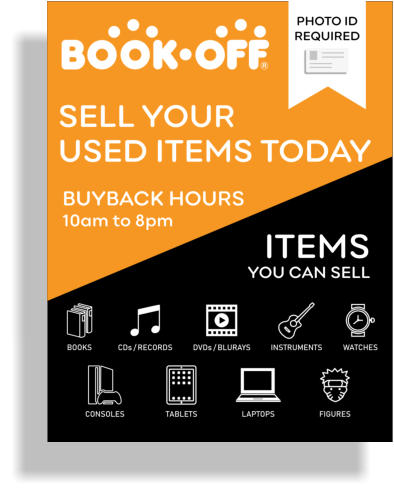 BOOK•OFF®
PHOTO ID
REQUIRED
SELL YOUR
USED ITEMS TODAY
BUYBACK HOURS
10am to 8pm
ITEMS
YOU CAN SELL
BOOKS
CDs / RECORDS
DVDs / BLURAYS
INSTRUMENTS
WATCHES
CONSOLES
TABLETS
LAPTOPS
FIGURES